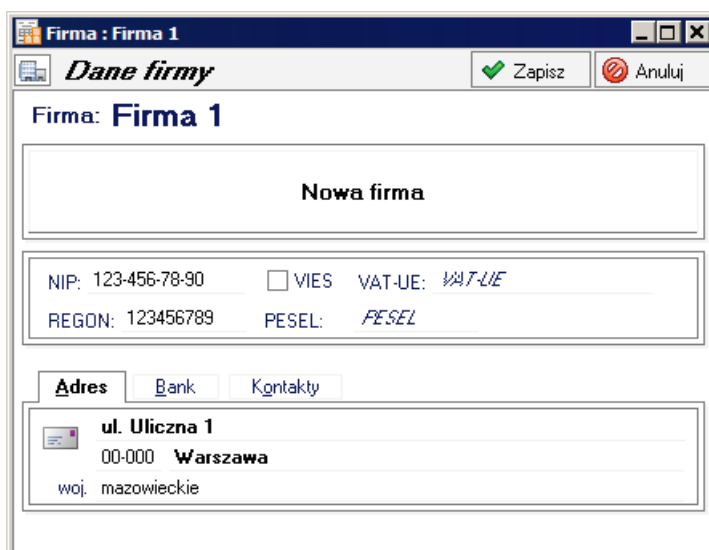 Firma : Firma 1
Dane firmy Zapisz Anuluj
Firma: Firma 1
Nowa firma
NIP: 123-456-78-90 VIES VAT-UE: VAT-UE
REGON: 123456789 PESEL: PESEL
Adres Bank Kontakty
ul. Uliczna 1
00-000 Warszawa
woj. mazowieckie